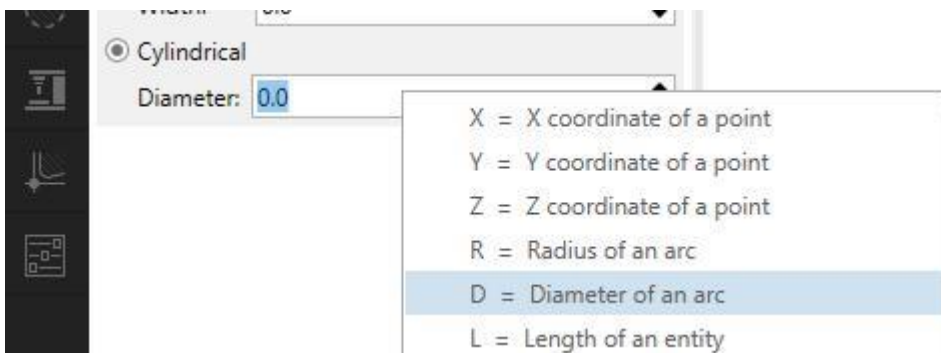 Cylindrical
Diameter: 0.0
X = X coordinate of a point
Y = Y coordinate of a point
Z = Z coordinate of a point
R = Radius of an arc
D = Diameter of an arc
L = Length of an entity